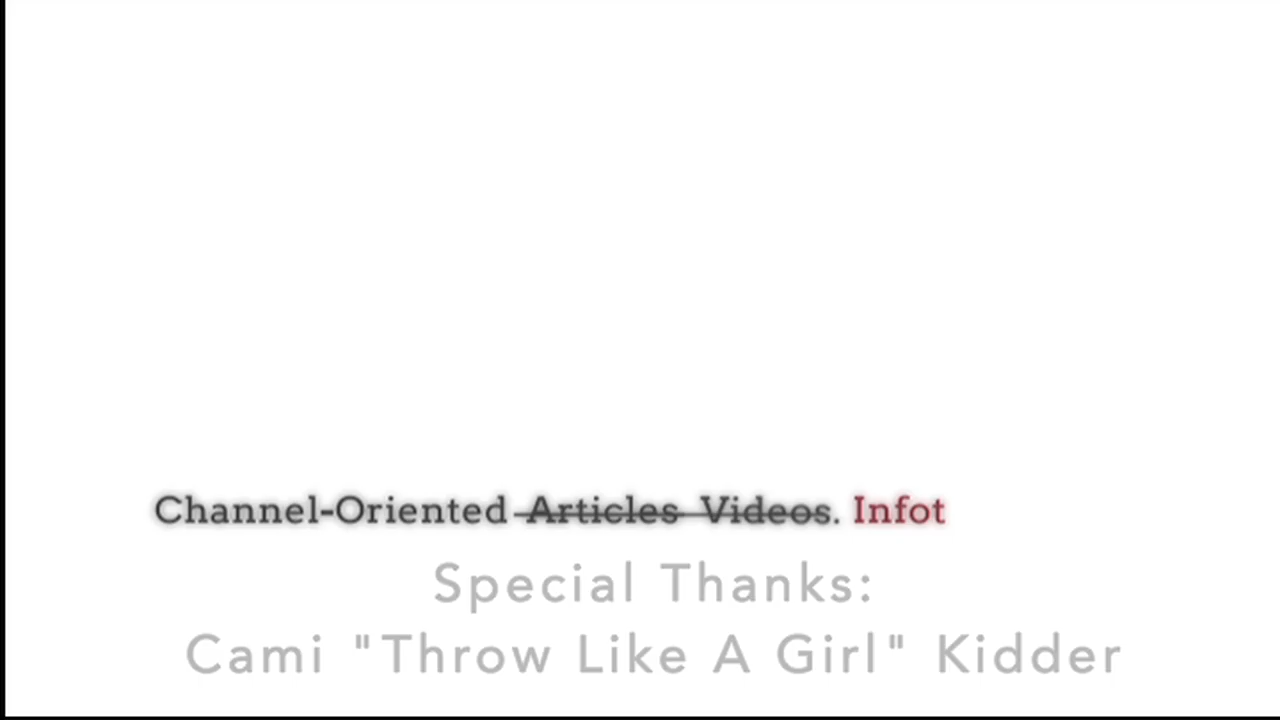 Channel-Oriented Articles Videos. Infot
Special Thanks:
Cami "Throw Like A Girl" Kidder